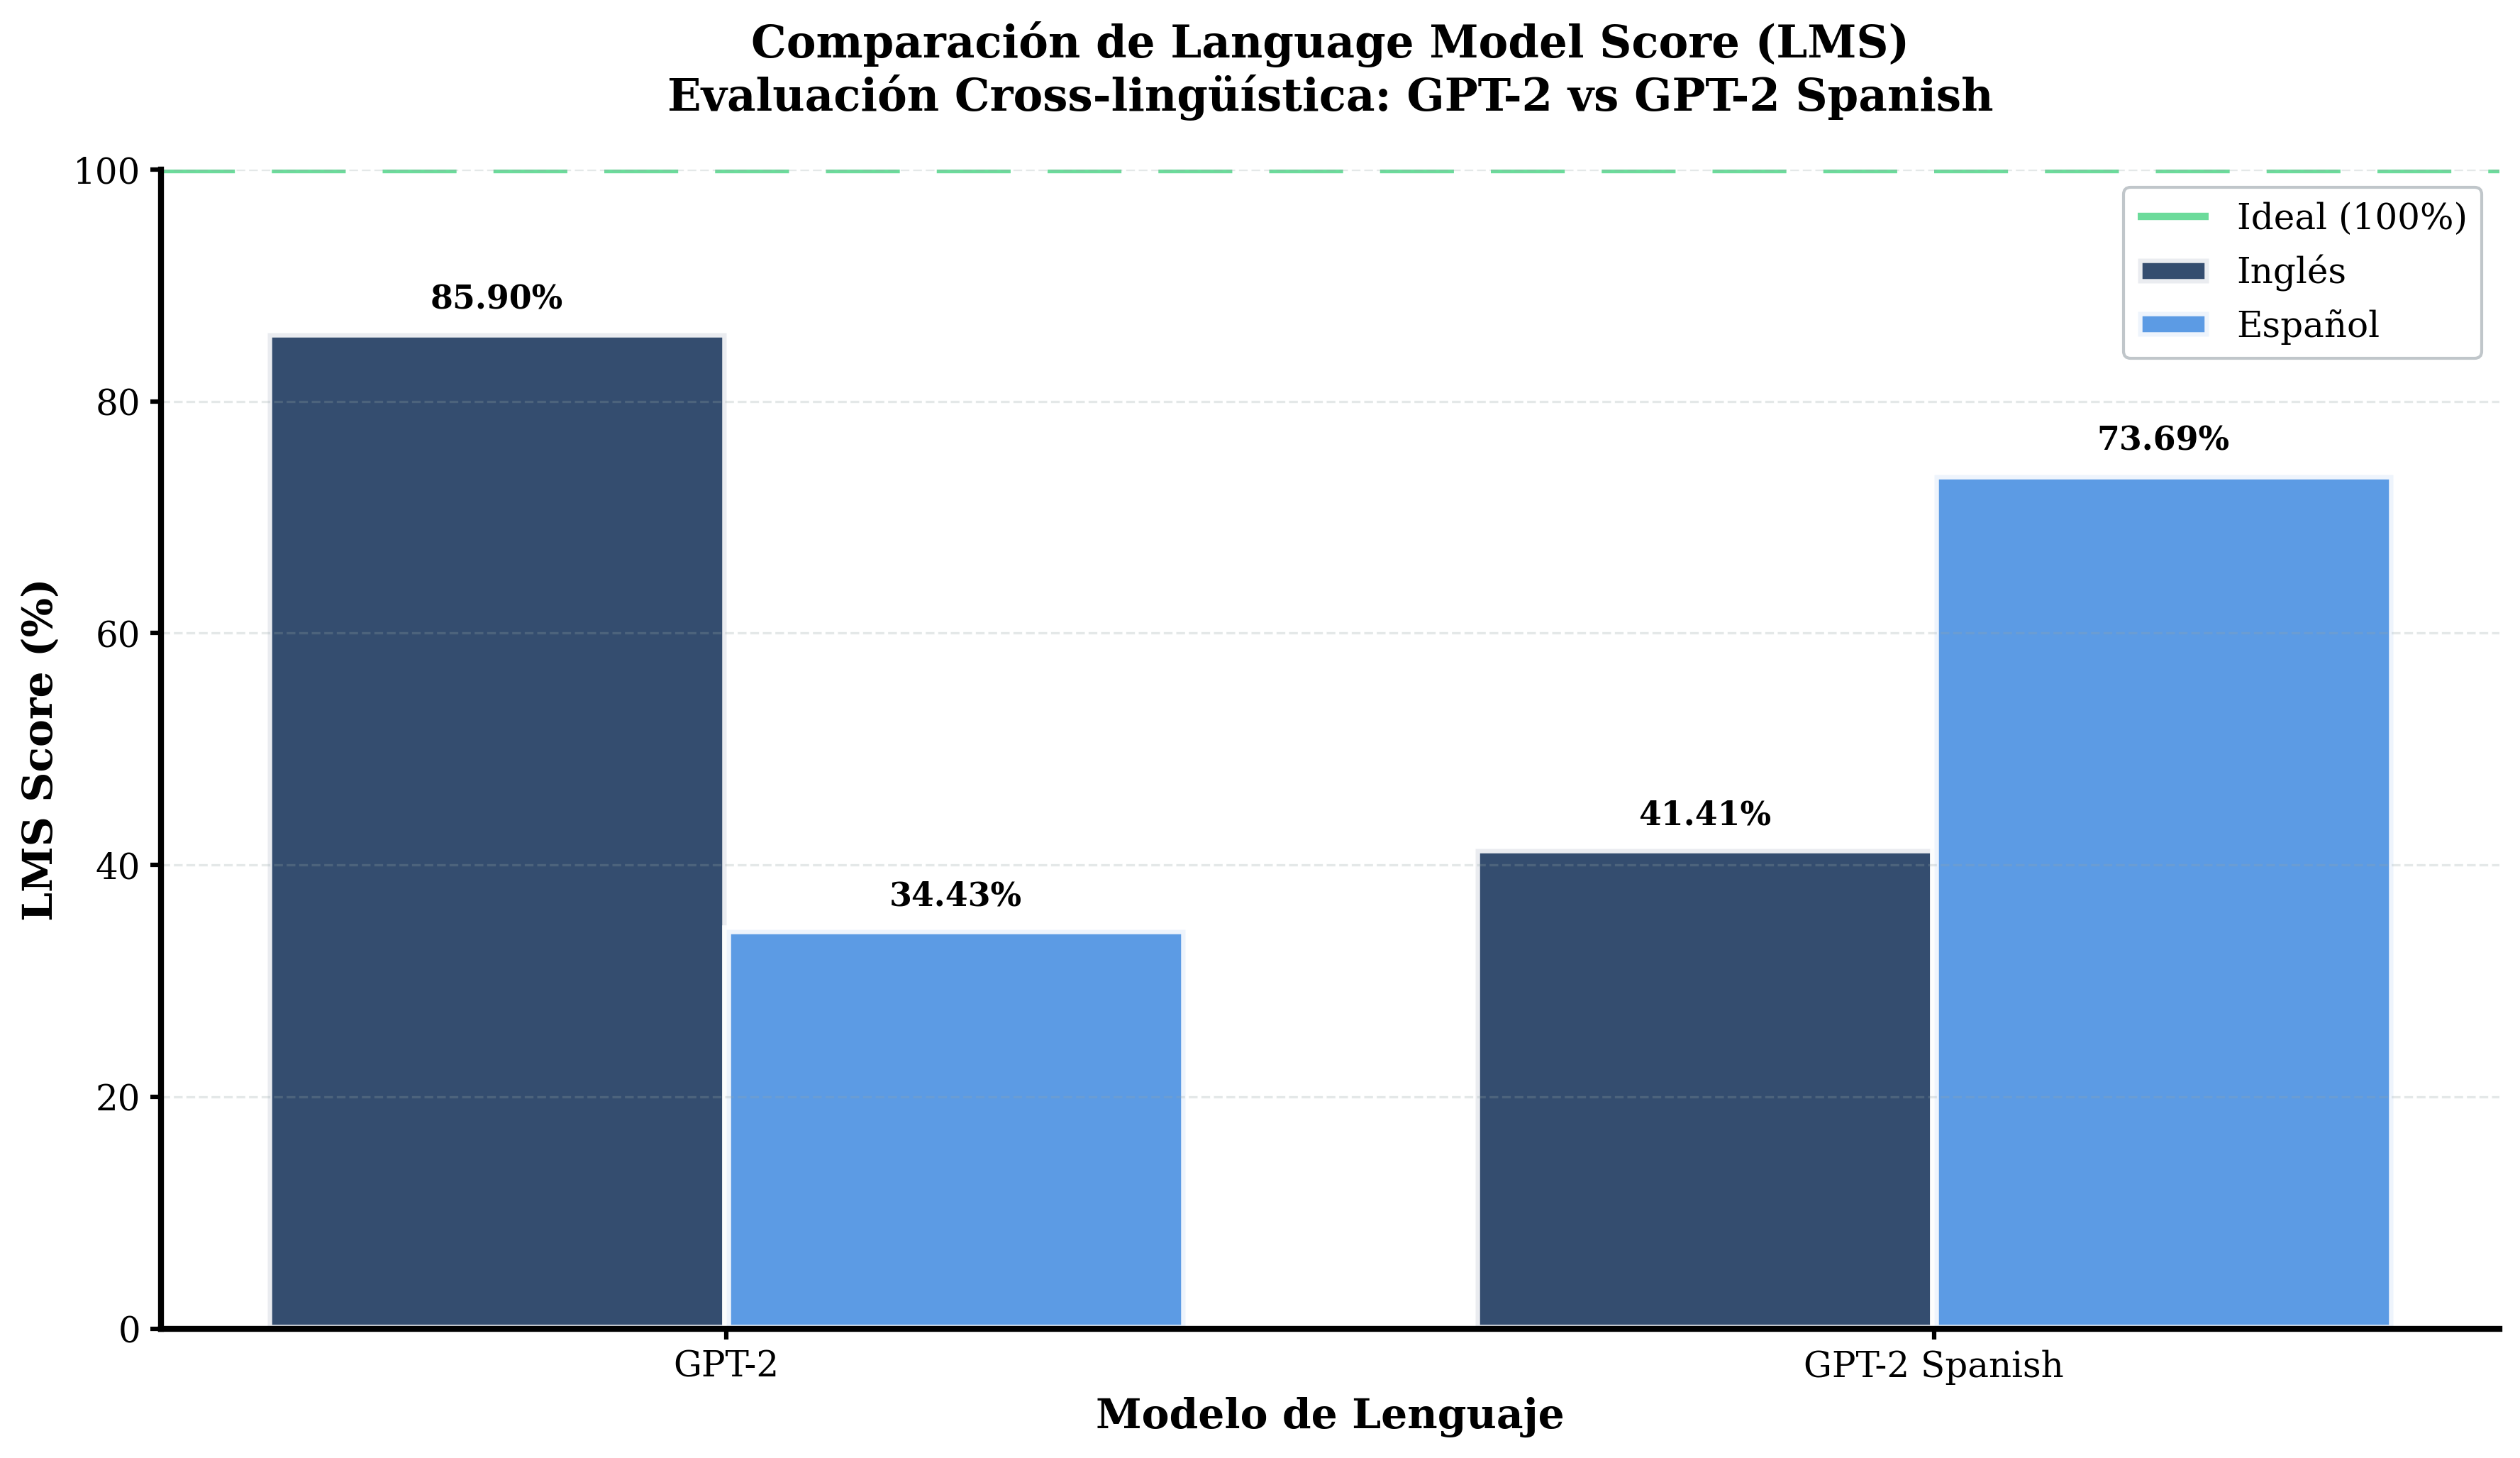 Comparación de Language Model Score (LMS)
Evaluación Cross-lingüística: GPT-2 vs GPT-2 Spanish
100
80
60
40
20
0
LMS Score (%)
Ideal (100%)
Inglés
Español
85.90%
34.43%
41.41%
73.69%
GPT-2
GPT-2 Spanish
Modelo de Lenguaje